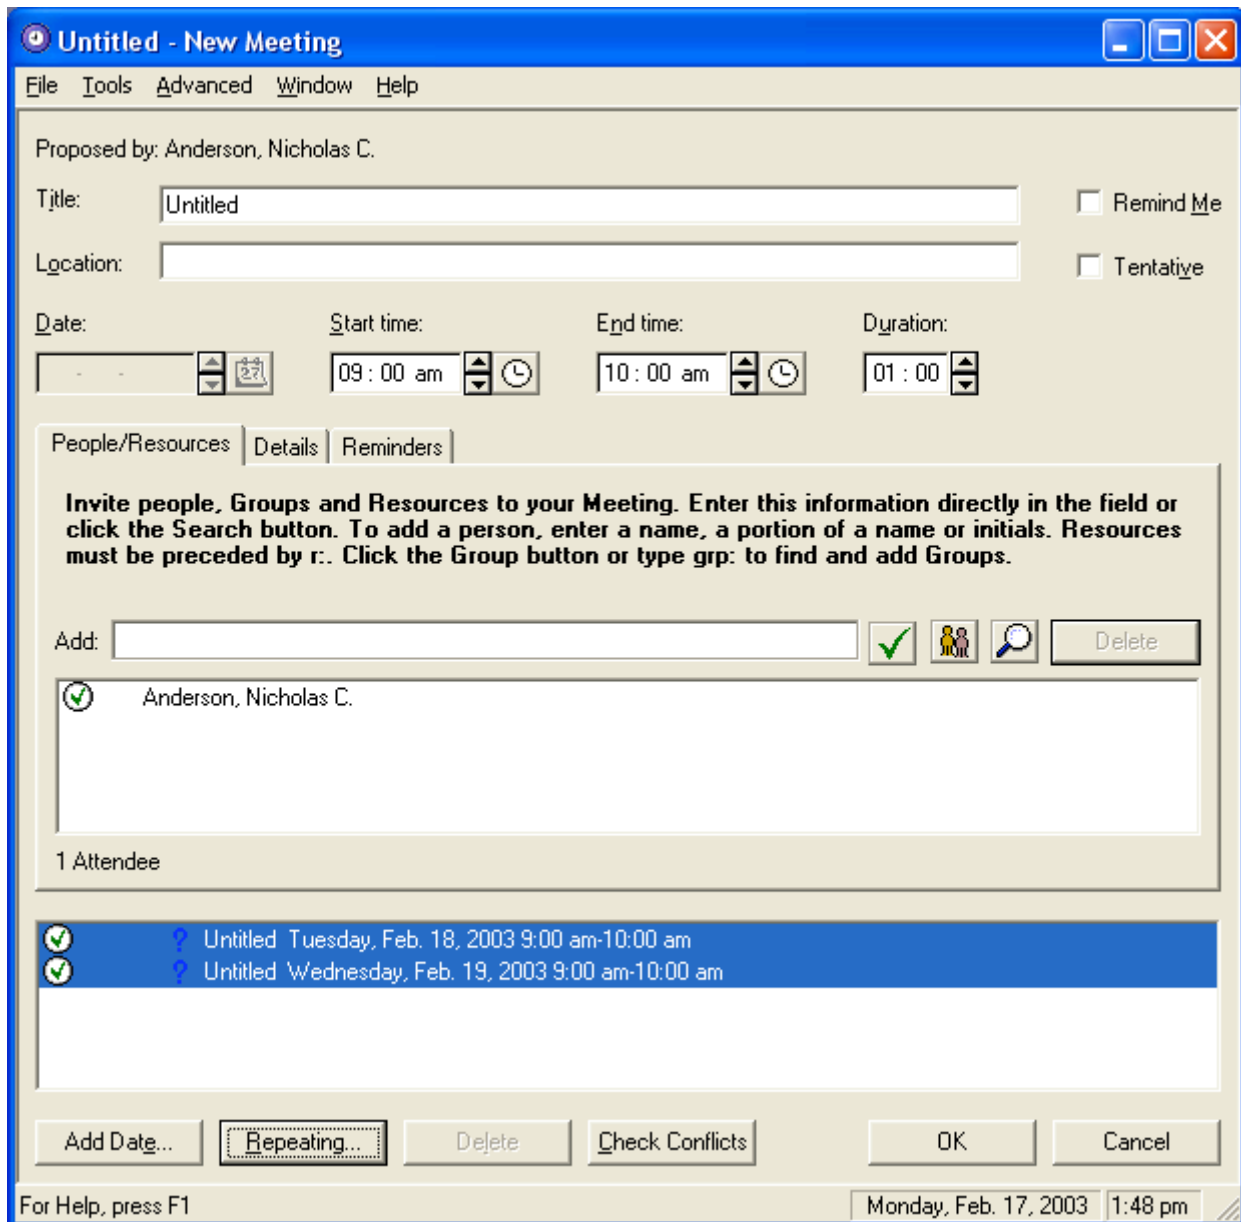 Untitled - New Meeting
File Tools Advanced Window Help
Proposed by: Anderson, Nicholas C.
Title: Untitled Remind Me
Location: Tentative
Date: Start time: End time: Duration:
- - 27 09 : 00 am 10 : 00 am 01 : 00
People/Resources Details Reminders
Invite people, Groups and Resources to your Meeting. Enter this information directly in the field or
click the Search button. To add a person, enter a name, a portion of a name or initials. Resources
must be preceded by r:. Click the Group button or type grp: to find and add Groups.
Add: Delete
Anderson, Nicholas C.
1 Attendee
? Untitled Tuesday, Feb. 18, 2003 9:00 am-10:00 am
? Untitled Wednesday, Feb. 19, 2003 9:00 am-10:00 am
Add Date... Repeating... Delete Check Conflicts OK Cancel
For Help, press F1 Monday, Feb. 17, 2003 1:48 pm